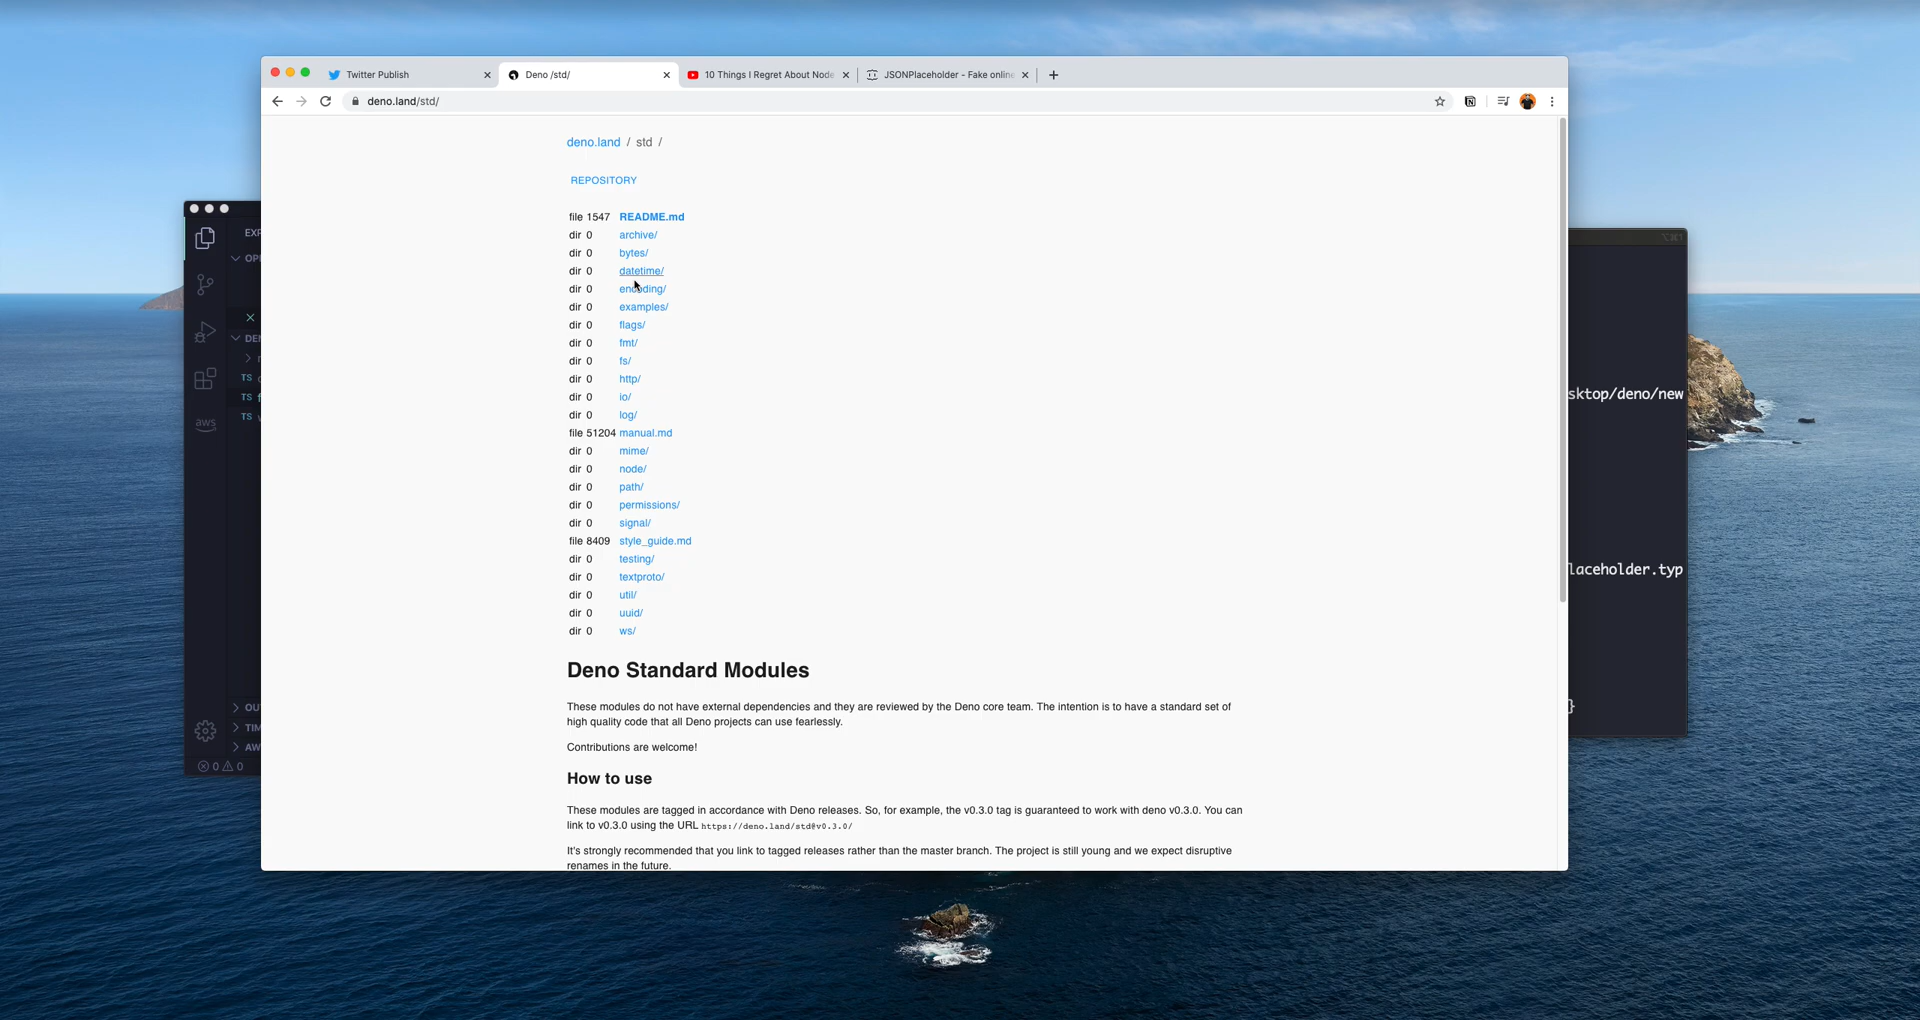 Twitter Publish
Deno /std/
10 Things I Regret About Node
JSONPlaceholder - Fake online
deno.land/std/
deno.land / std /
REPOSITORY
file 1547 README.md
dir 0 archive/
dir 0 bytes/
dir 0 datetime/
dir 0 encoding/
dir 0 examples/
dir 0 flags/
dir 0 fmt/
dir 0 fs/
dir 0 http/
dir 0 io/
dir 0 log/
file 51204 manual.md
dir 0 mime/
dir 0 node/
dir 0 path/
dir 0 permissions/
dir 0 signal/
file 8409 style_guide.md
dir 0 testing/
dir 0 textproto/
dir 0 util/
dir 0 uuid/
dir 0 ws/
Deno Standard Modules
These modules do not have external dependencies and they are reviewed by the Deno core team. The intention is to have a standard set of
high quality code that all Deno projects can use fearlessly.
Contributions are welcome!
How to use
These modules are tagged in accordance with Deno releases. So, for example, the v0.3.0 tag is guaranteed to work with deno v0.3.0. You can
link to v0.3.0 using the URL https://deno.land/std@v0.3.0/
It's strongly recommended that you link to tagged releases rather than the master branch. The project is still young and we expect disruptive
renames in the future.
EXP
OPE
DEN
TS
TS f
TS
aws
OU
TIM
AW
0 0
sktop/deno/new
laceholder.typ
}